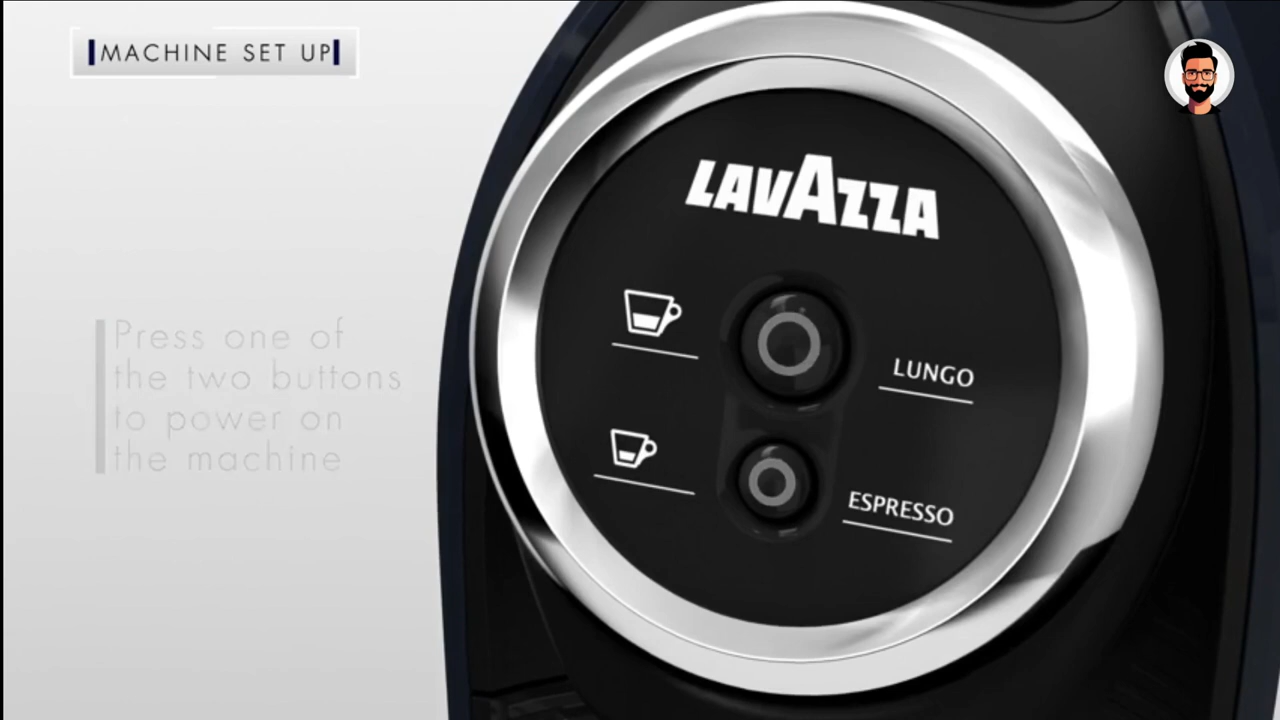 MACHINE SET UP
LAVAZZA
Press one of
the two buttons
to power on
the machine
LUNGO
ESPRESSO